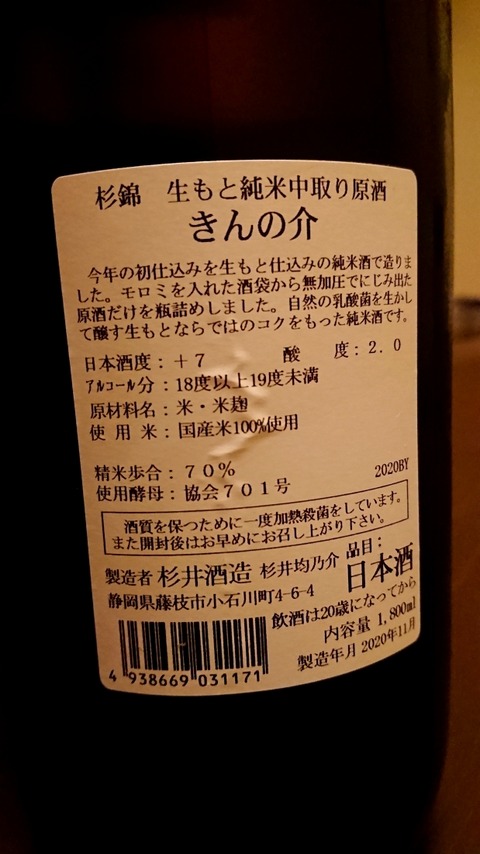 杉錦　生もと純米中取り原酒
きんの介
今年の初仕込みを生もと仕込みの純米酒で造りま
した。モロミを入れた酒袋から無加圧でにじみ出た
原酒だけを瓶詰めしました。自然の乳酸菌を生かし
て醸す生もとならではのコクをもった純米酒です。
日本酒度：＋７　酸　度：２.０
アルコール分：18度以上19度未満
原材料名：米・米麹
使用米：国産米100%使用
精米歩合：７０％　2020BY
使用酵母：協会７０１号
酒質を保つために一度加熱殺菌をしています。
また開封後はお早めにお召し上がり下さい。
製造者 杉井酒造 杉井均乃介
静岡県藤枝市小石川町4-6-4
品目：
日本酒
飲酒は20歳になってから
内容量 1,800ml
製造年月 2020年11月
4 938669 031171